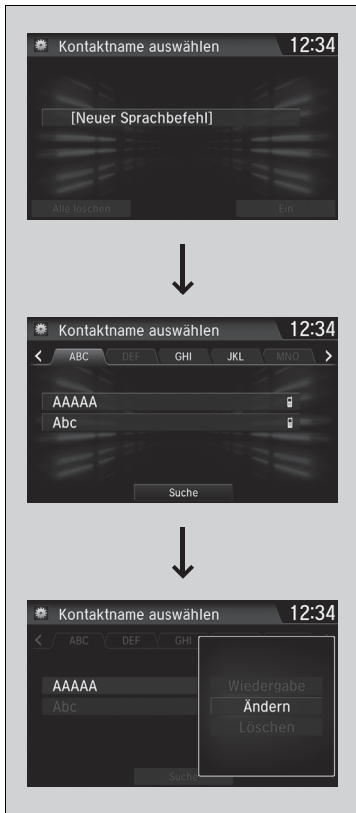 Kontaktname auswählen 12:34
[Neuer Sprachbefehl]
Alle löschen Ein
Kontaktname auswählen 12:34
< ABC DEF GHI JKL MNO >
AAAAA
Abc
Suche
Kontaktname auswählen 12:34
< ABC DEF GHI
AAAAA
Wiedergabe
Abc
Ändern
Löschen
Suche